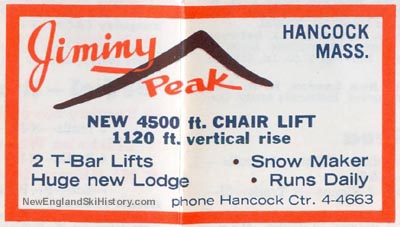 Jiminy Peak
HANCOCK
MASS.
NEW 4500 ft. CHAIR LIFT
1120 ft. vertical rise
2 T-Bar Lifts • Snow Maker
Huge new Lodge • Runs Daily
NewEnglandSkiHistory.com phone Hancock Ctr. 4-4663